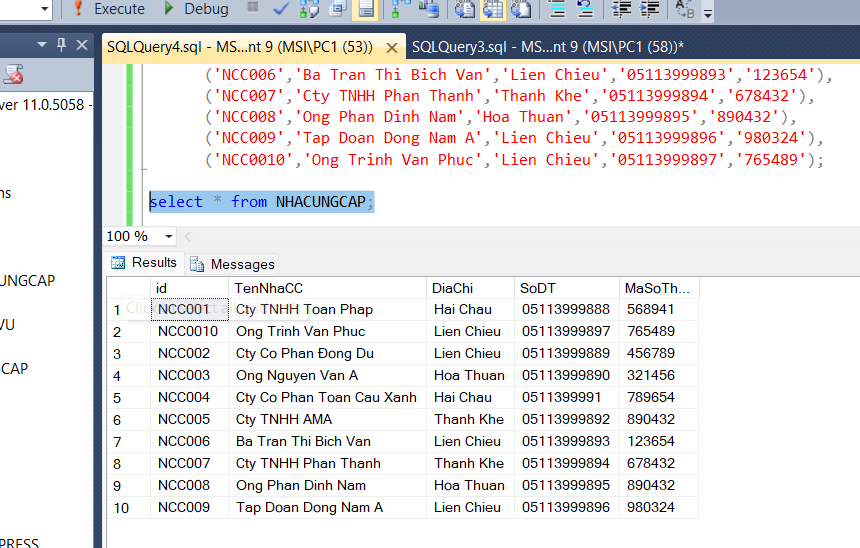 Execute Debug
SQLQuery4.sql - MS...nt 9 (MSI\PC1 (53)) SQLQuery3.sql - MS...nt 9 (MSI\PC1 (58))*
ver 11.0.5058 -
ns
UNGCAP
VU
CAP
PRESS
('NCC006','Ba Tran Thi Bich Van','Lien Chieu','05113999893','123654'),
('NCC007','Cty TNHH Phan Thanh','Thanh Khe','05113999894','678432'),
('NCC008','Ong Phan Dinh Nam','Hoa Thuan','05113999895','890432'),
('NCC009','Tap Doan Dong Nam A','Lien Chieu','05113999896','980324'),
('NCC0010','Ong Trinh Van Phuc','Lien Chieu','05113999897','765489');
select * from NHACUNGCAP;
100 %
Results Messages
id TenNhaCC DiaChi SoDT MaSoTh...
1 NCC001 Cty TNHH Toan Phap Hai Chau 05113999888 568941
2 NCC0010 Ong Trinh Van Phuc Lien Chieu 05113999897 765489
3 NCC002 Cty Co Phan Đong Du Lien Chieu 05113999889 456789
4 NCC003 Ong Nguyen Van A Hoa Thuan 05113999890 321456
5 NCC004 Cty Co Phan Toan Cau Xanh Hai Chau 051139991 789654
6 NCC005 Cty TNHH AMA Thanh Khe 05113999892 890432
7 NCC006 Ba Tran Thi Bich Van Lien Chieu 05113999893 123654
8 NCC007 Cty TNHH Phan Thanh Thanh Khe 05113999894 678432
9 NCC008 Ong Phan Dinh Nam Hoa Thuan 05113999895 890432
10 NCC009 Tap Doan Dong Nam A Lien Chieu 05113999896 980324